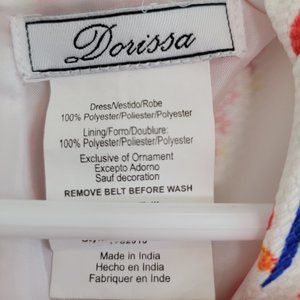 Dorissa
Dress/Vestido/Robe
100% Polyester/Poliester/Polyester
Lining/Forro/Doublure:
100% Polyester/Poliester/Polyester
Exclusive of Ornament
Excepto Adorno
Sauf decoration
REMOVE BELT BEFORE WASH
Made in India
Hecho en India
Fabriquer en Inde